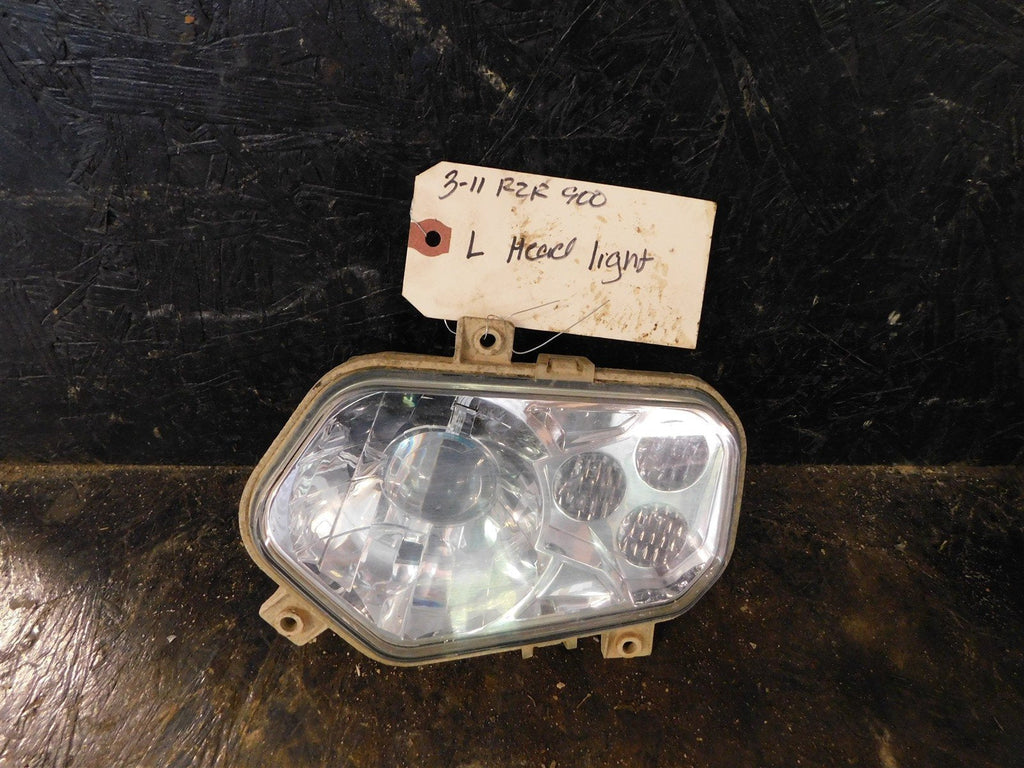 3-11 RZR 900
L Head light